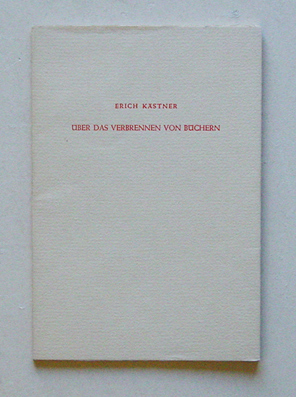 ERICH KÄSTNER
ÜBER DAS VERBRENNEN VON BÜCHERN